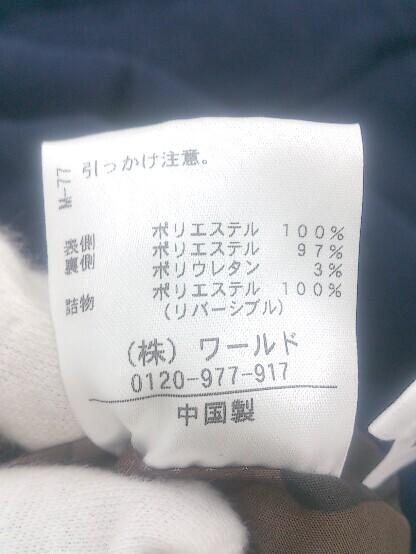 M-77
引っかけ注意。
表側 ポリエステル 100%
裏側 ポリエステル 97%
ポリウレタン 3%
詰物 ポリエステル 100%
(リバーシブル)
(株) ワールド
0120-977-917
中国製